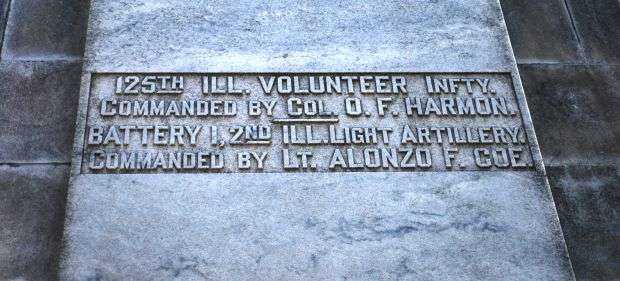 125TH ILL. VOLUNTEER INFTY.
COMMANDED BY COL. O. F. HARMON.
BATTERY I, 2ND ILL. LIGHT ARTILLERY,
COMMANDED BY LT. ALONZO F. COE.